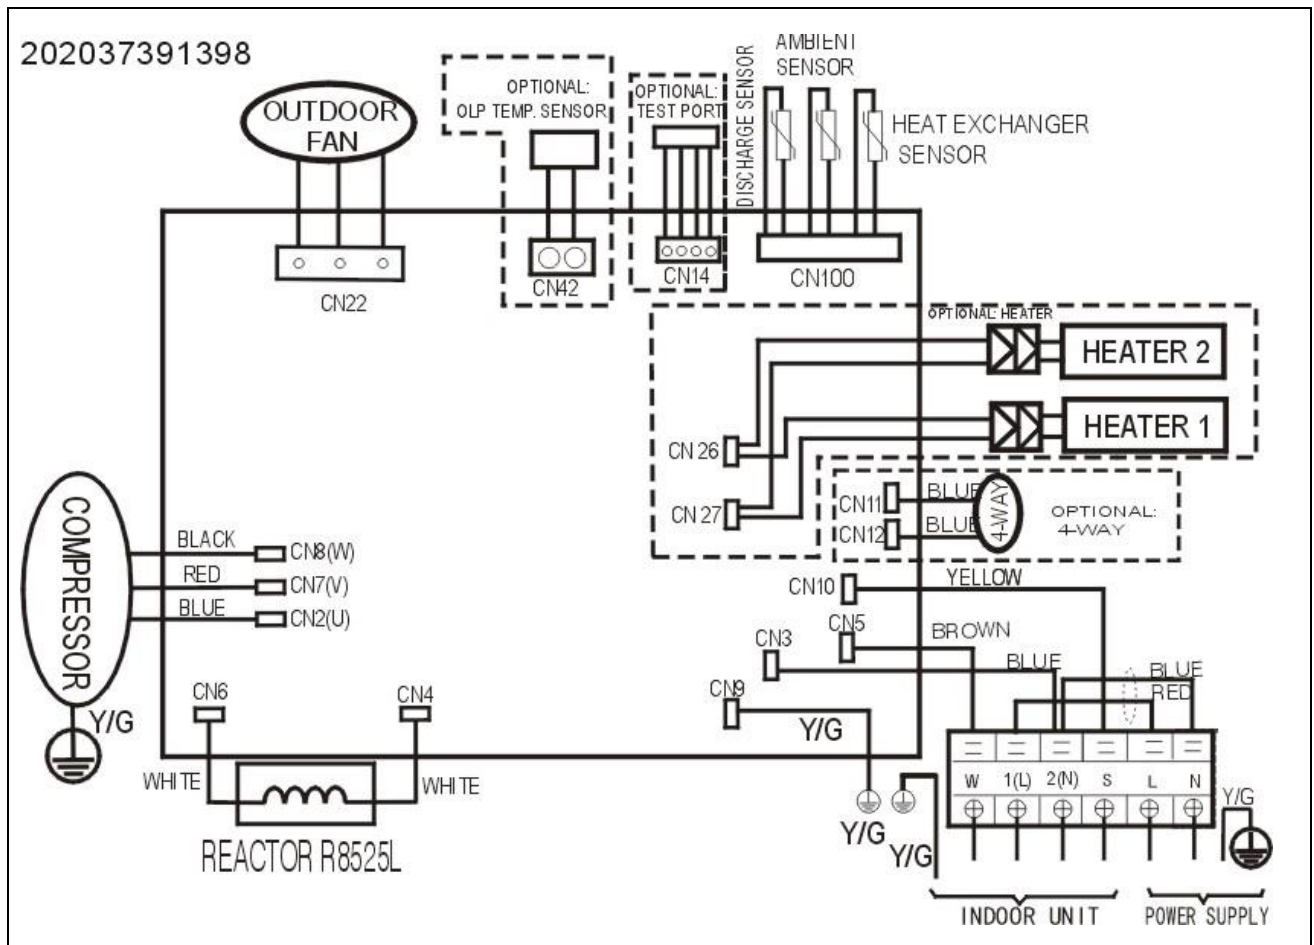 202037391398
OUTDOOR
FAN
OPTIONAL:
OLP TEMP. SENSOR
OPTIONAL:
TEST PORT
DISCHARGE SENSOR
AMBIENT
SENSOR
HEAT EXCHANGER
SENSOR
CN22
CN42
CN14
CN100
OPTIONAL: HEATER
HEATER 2
HEATER 1
CN 26
CN 27
CN11
BLUE
CN12
BLUE
4-WAY
OPTIONAL:
4-WAY
COMPRESSOR
BLACK
CN8(W)
RED
CN7(V)
BLUE
CN2(U)
Y/G
CN10
YELLOW
CN5
BROWN
CN3
BLUE
BLUE
RED
CN9
Y/G
CN6
CN4
WHITE
WHITE
REACTOR R8525L
W 1(L) 2(N) S L N
Y/G
Y/G
Y/G
INDOOR UNIT
POWER SUPPLY